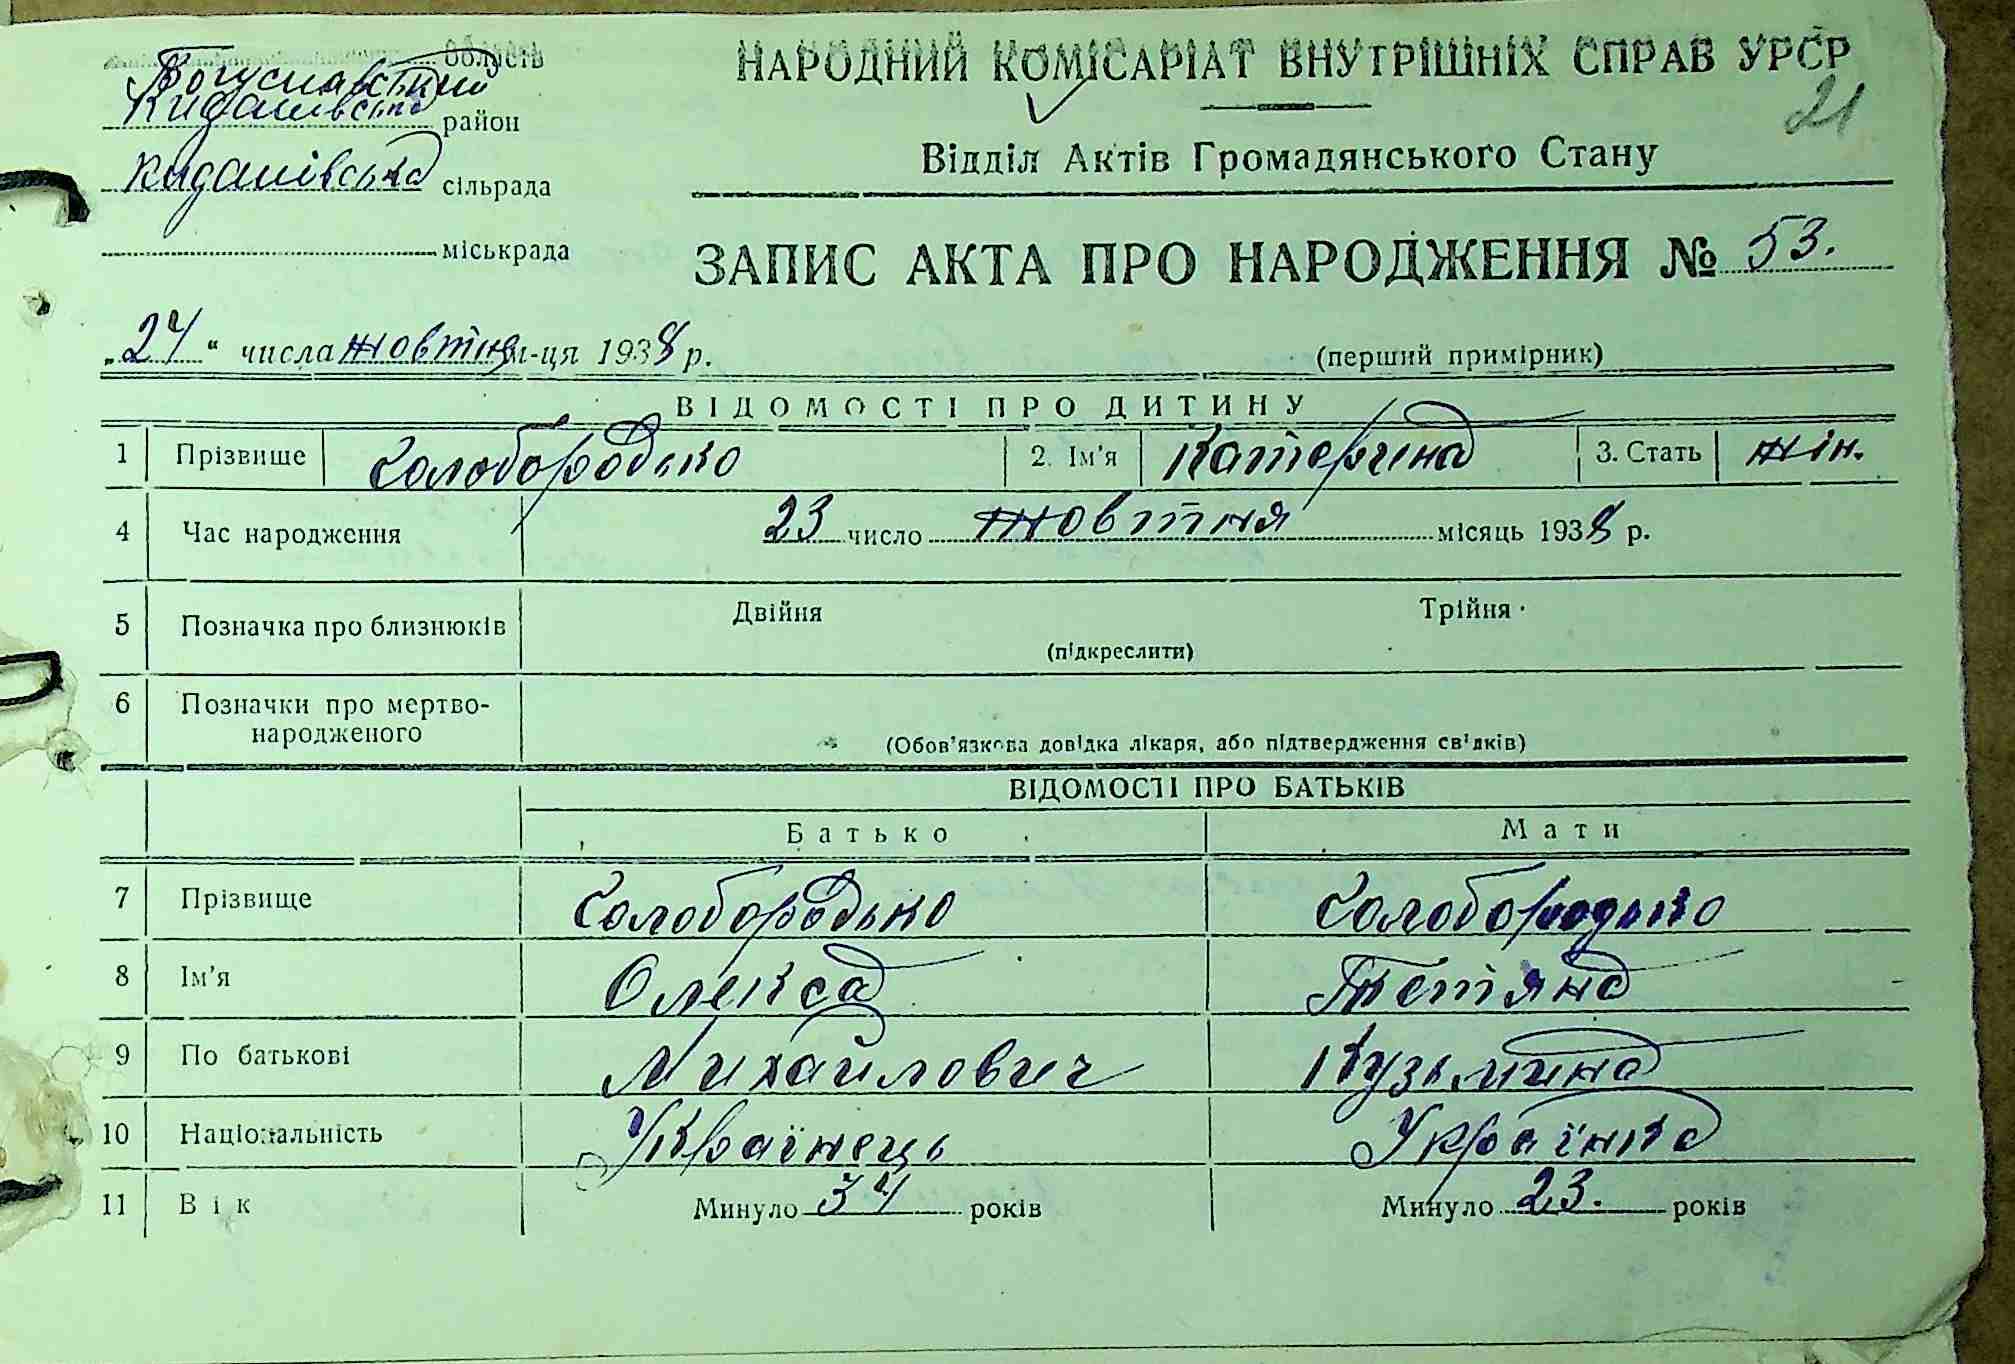 область
Богуславський
Кидашівська район
Кидашівська сільрада
міськрада
НАРОДНИЙ КОМІСАРІАТ ВНУТРІШНІХ СПРАВ УРСР
21
Відділ Актів Громадянського Стану
ЗАПИС АКТА ПРО НАРОДЖЕННЯ № 53.
„24“ числа жовтня м-ця 1938 р.
(перший примірник)
ВІДОМОСТІ ПРО ДИТИНУ
1 Прізвище Солобородько 2. Ім'я Катерина 3. Стать жін.
4 Час народження 23 число жовтня місяць 1938 р.
5 Позначка про близнюків Двійня Трійня
(підкреслити)
6 Позначки про мертво-
народженого
(Обов'язкова довідка лікаря, або підтвердження свідків)
ВІДОМОСТІ ПРО БАТЬКІВ
Батько Мати
7 Прізвище Солобородько Солобородько
8 Ім'я Олекса Тетяна
9 По батькові Михайлович Кузьмина
10 Національність Українець Українка
11 Вік Минуло 34 років Минуло 23. років